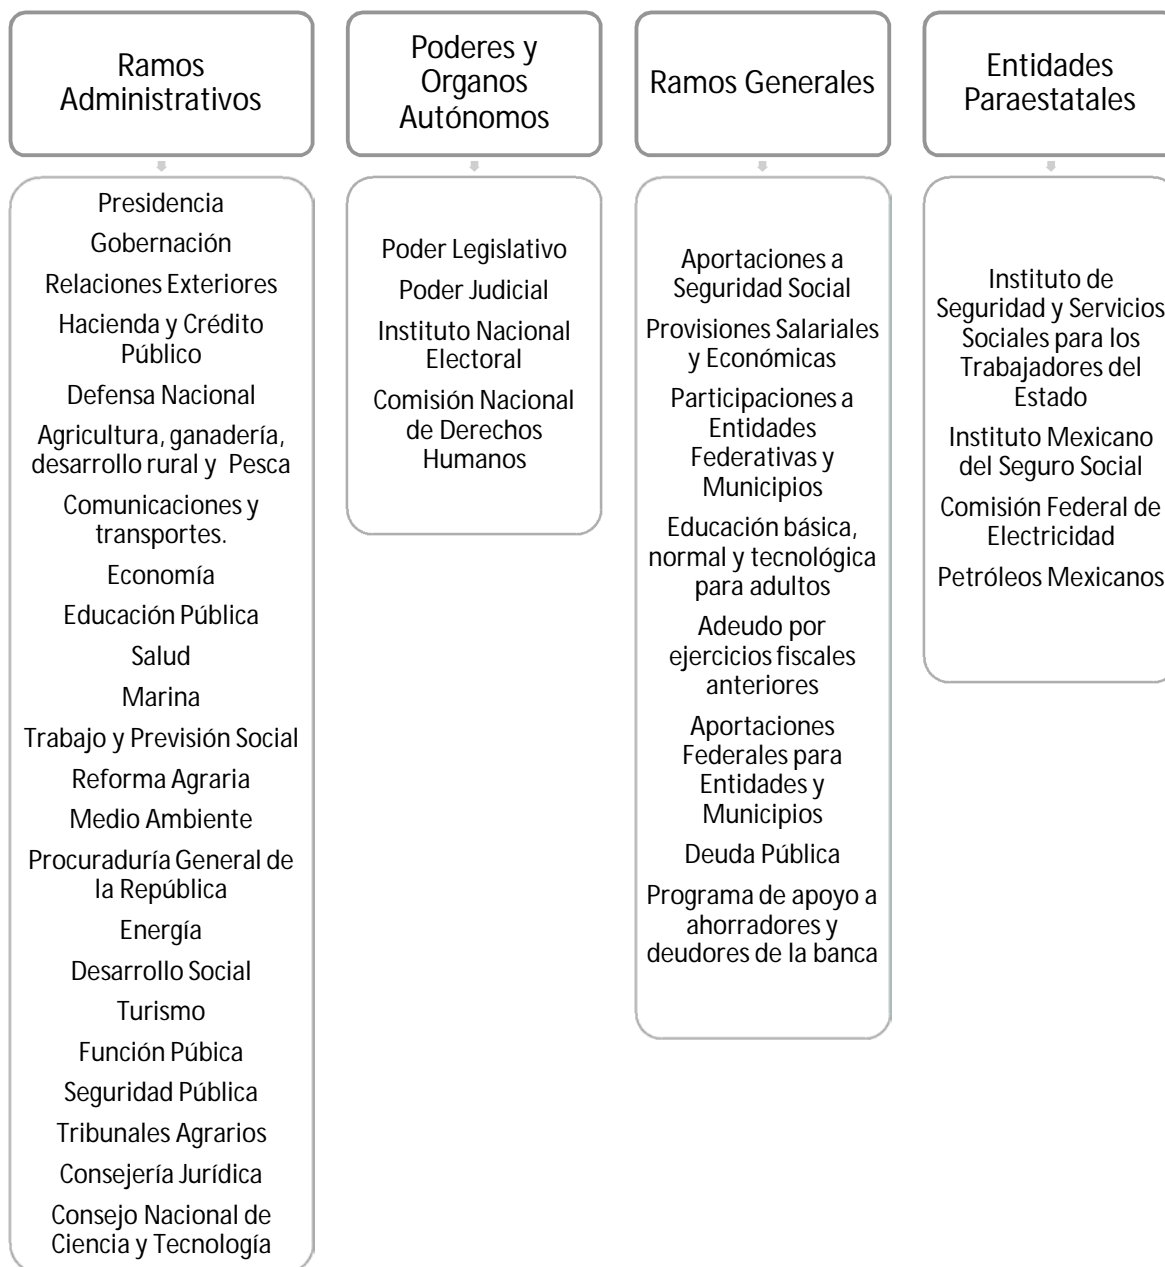 Ramos
Administrativos
Presidencia
Gobernación
Relaciones Exteriores
Hacienda y Crédito
Público
Defensa Nacional
Agricultura, ganadería,
desarrollo rural y Pesca
Comunicaciones y
transportes.
Economía
Educación Pública
Salud
Marina
Trabajo y Previsión Social
Reforma Agraria
Medio Ambiente
Procuraduría General de
la República
Energía
Desarrollo Social
Turismo
Función Púbica
Seguridad Pública
Tribunales Agrarios
Consejería Jurídica
Consejo Nacional de
Ciencia y Tecnología
Poderes y
Organos
Autónomos
Poder Legislativo
Poder Judicial
Instituto Nacional
Electoral
Comisión Nacional
de Derechos
Humanos
Ramos Generales
Aportaciones a
Seguridad Social
Provisiones Salariales
y Económicas
Participaciones a
Entidades
Federativas y
Municipios
Educación básica,
normal y tecnológica
para adultos
Adeudo por
ejercicios fiscales
anteriores
Aportaciones
Federales para
Entidades y
Municipios
Deuda Pública
Programa de apoyo a
ahorradores y
deudores de la banca
Entidades
Paraestatales
Instituto de
Seguridad y Servicios
Sociales para los
Trabajadores del
Estado
Instituto Mexicano
del Seguro Social
Comisión Federal de
Electricidad
Petróleos Mexicanos